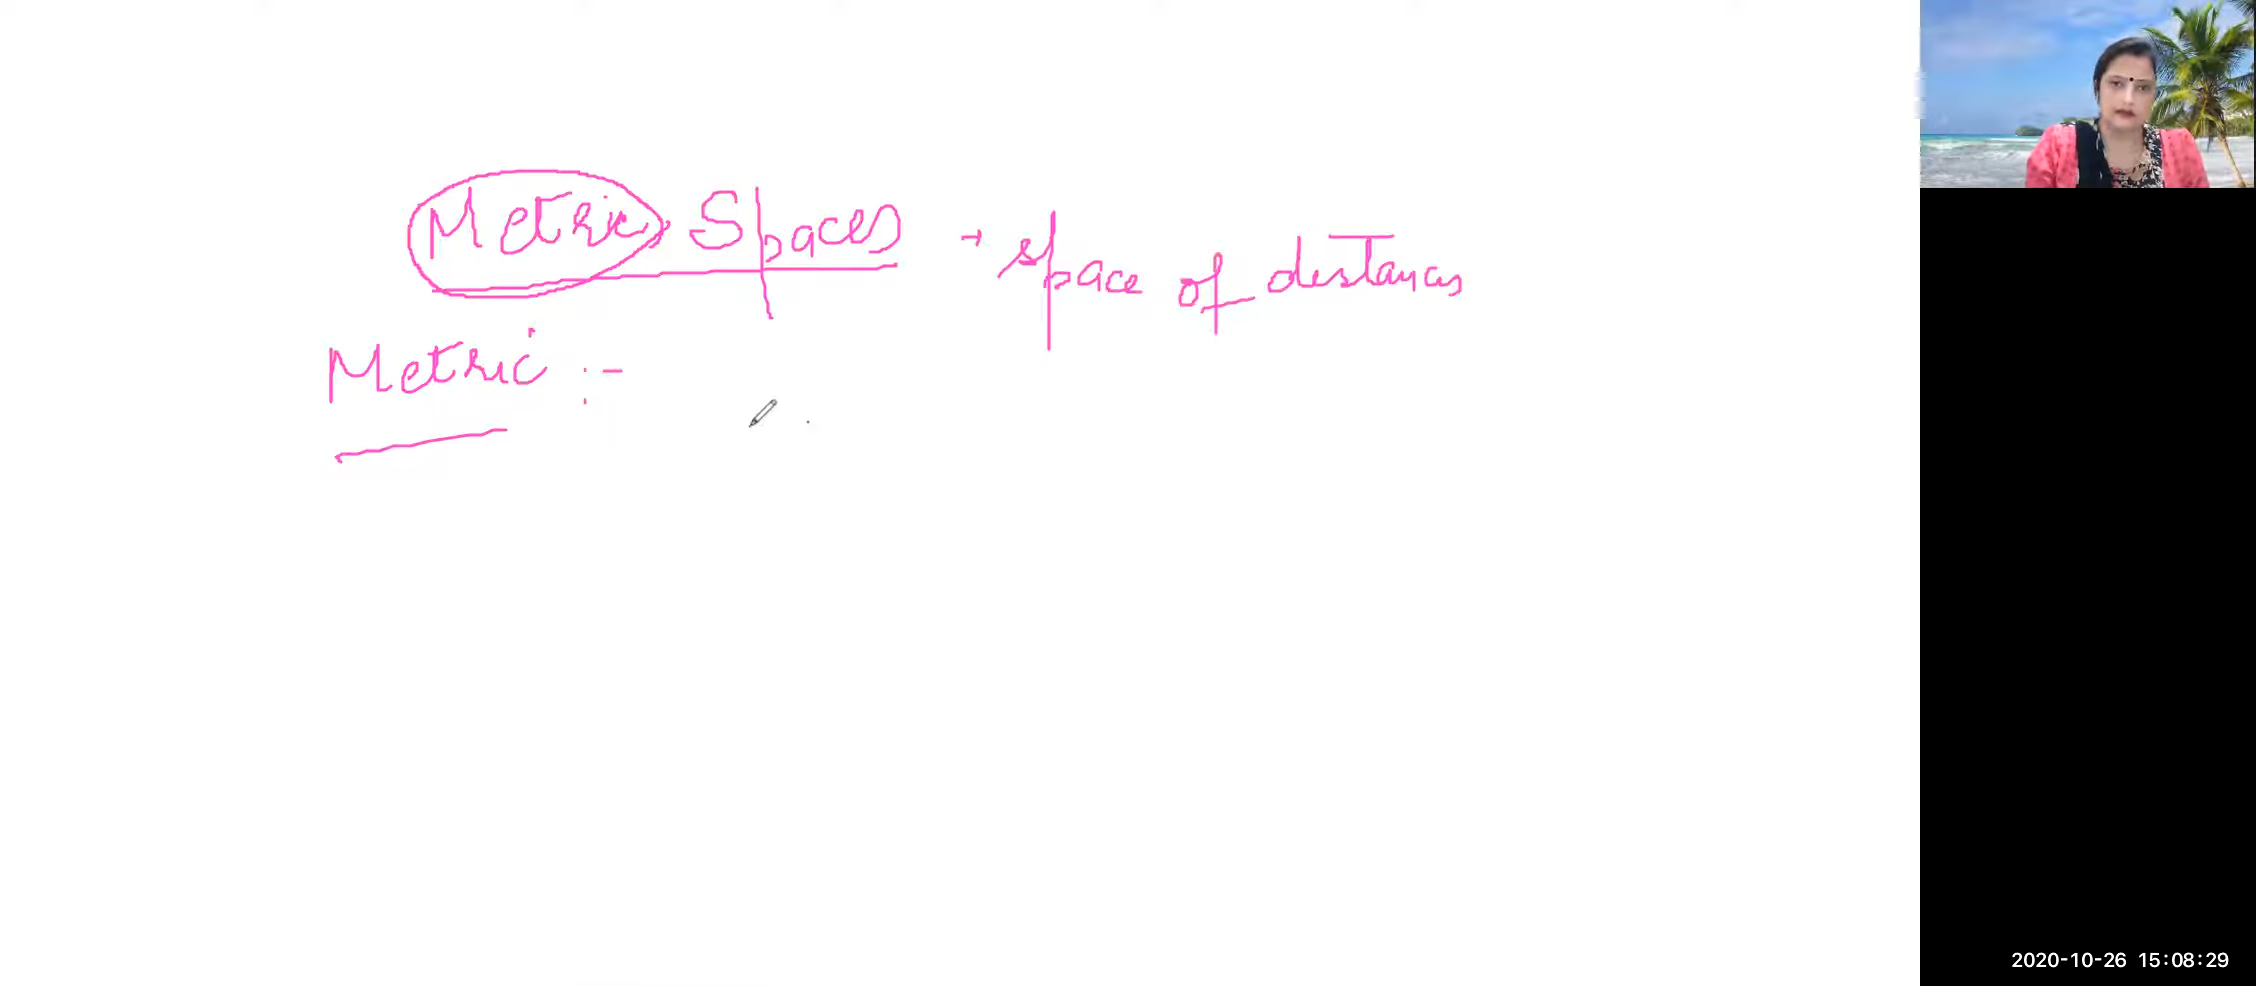 Metric Spaces → space of distances
Metric :-
2020-10-26 15:08:29